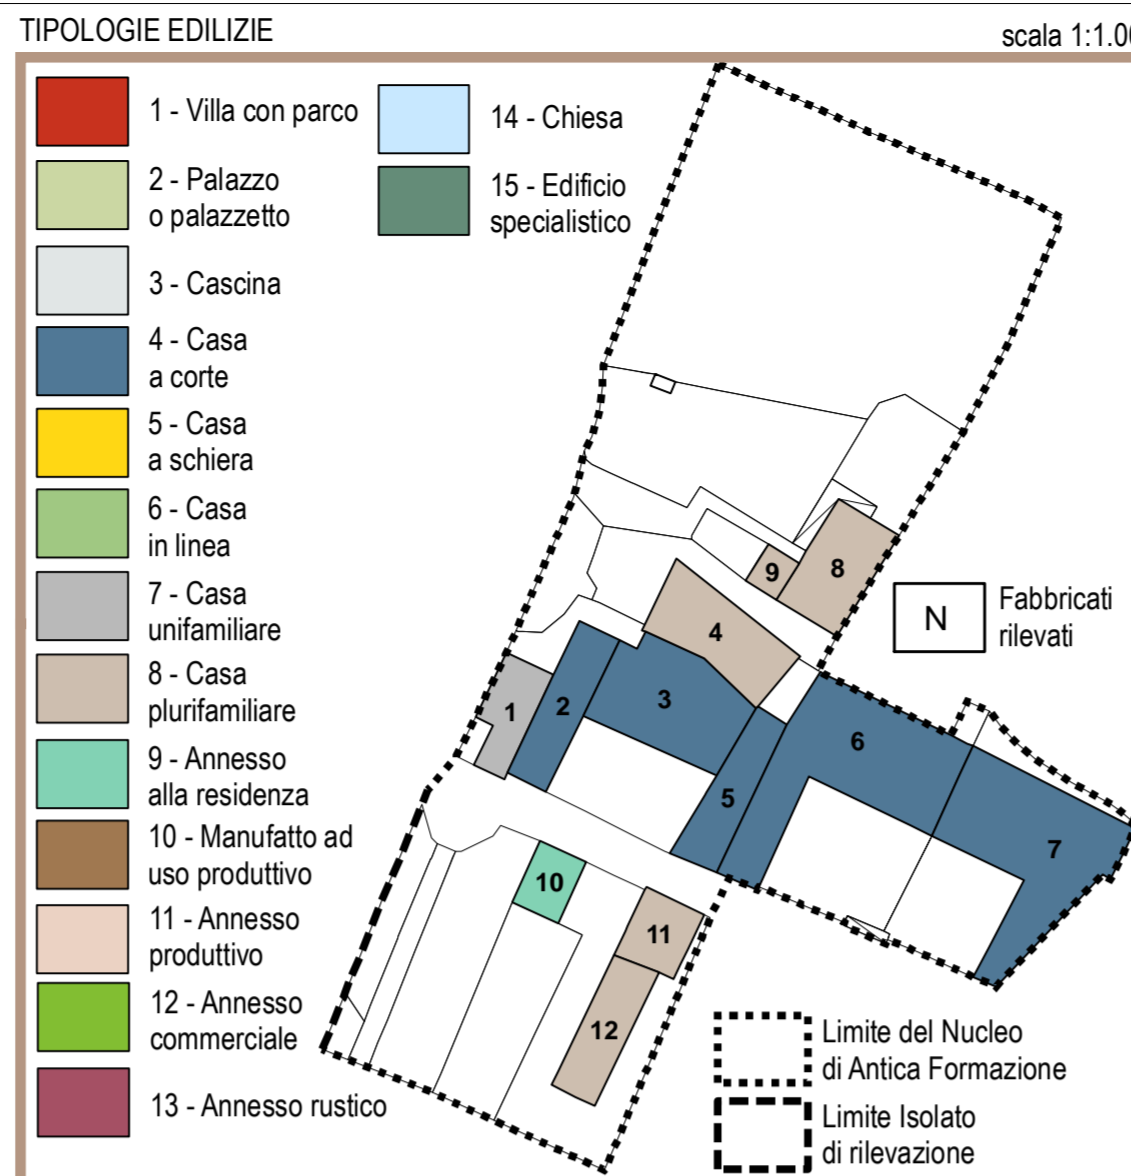 TIPOLOGIE EDILIZIE
scala 1:1.00
1 - Villa con parco
2 - Palazzo
o palazzetto
3 - Cascina
4 - Casa
a corte
5 - Casa
a schiera
6 - Casa
in linea
7 - Casa
unifamiliare
8 - Casa
plurifamiliare
9 - Annesso
alla residenza
10 - Manufatto ad
uso produttivo
11 - Annesso
produttivo
12 - Annesso
commerciale
13 - Annesso rustico
14 - Chiesa
15 - Edificio
specialistico
N
Fabbricati
rilevati
8
9
4
3
2
1
6
5
7
10
11
12
Limite del Nucleo
di Antica Formazione
Limite Isolato
di rilevazione